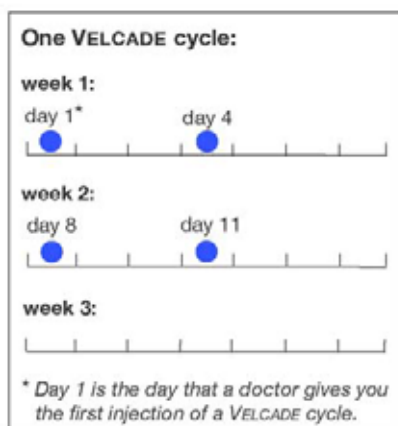 One VELCADE cycle:
week 1:
day 1* day 4
week 2:
day 8 day 11
week 3:
* Day 1 is the day that a doctor gives you
the first injection of a VELCADE cycle.